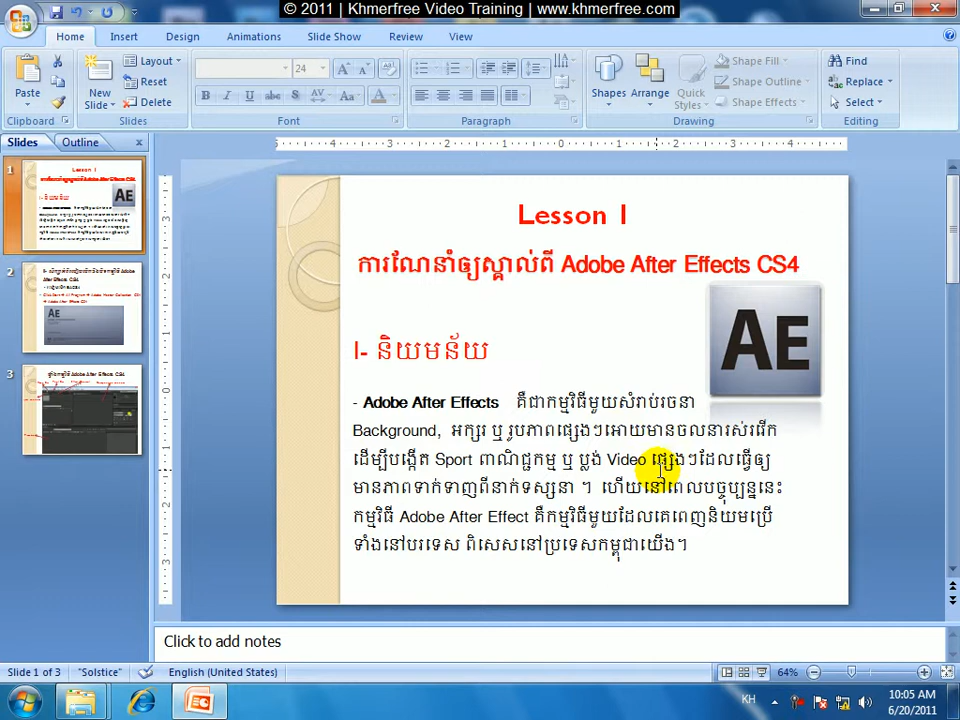 © 2011 | Khmerfree Video Training | www.khmerfree.com
Home Insert Design Animations Slide Show Review View
Paste
Clipboard
New Slide
Layout
Reset
Delete
Slides
24
B I U abc S AV Aa A
Font
Paragraph
Shapes Arrange Quick Styles
Shape Fill
Shape Outline
Shape Effects
Drawing
Find
Replace
Select
Editing
Slides Outline
1
2
3
Lesson 1
ការណែនាំឲ្យស្គាល់ពី Adobe After Effects CS4
AE
I- និយមន័យ
- Adobe After Effects គឺជាកម្មវិធីមួយសំរាប់រចនា
Background, អក្សរ ឬ រូបភាពផ្សេងៗអោយមានចលនារស់រវើក
ដើម្បីបង្កើត Sport ពាណិជ្ជកម្ម ឬ ប្លង់ Video ផ្សេងៗដែលធ្វើឲ្យ
មានភាពទាក់ទាញពីនាក់ទស្សនា ។ ហើយនៅពេលបច្ចុប្បន្ននេះ
កម្មវិធី Adobe After Effect គឺកម្មវិធីមួយដែលគេពេញនិយមប្រើ
ទាំងនៅបរទេស ពិសេសនៅប្រទេសកម្ពុជាយើង។
Click to add notes
Slide 1 of 3 "Solstice" English (United States) 64%
KH
10:05 AM
6/20/2011